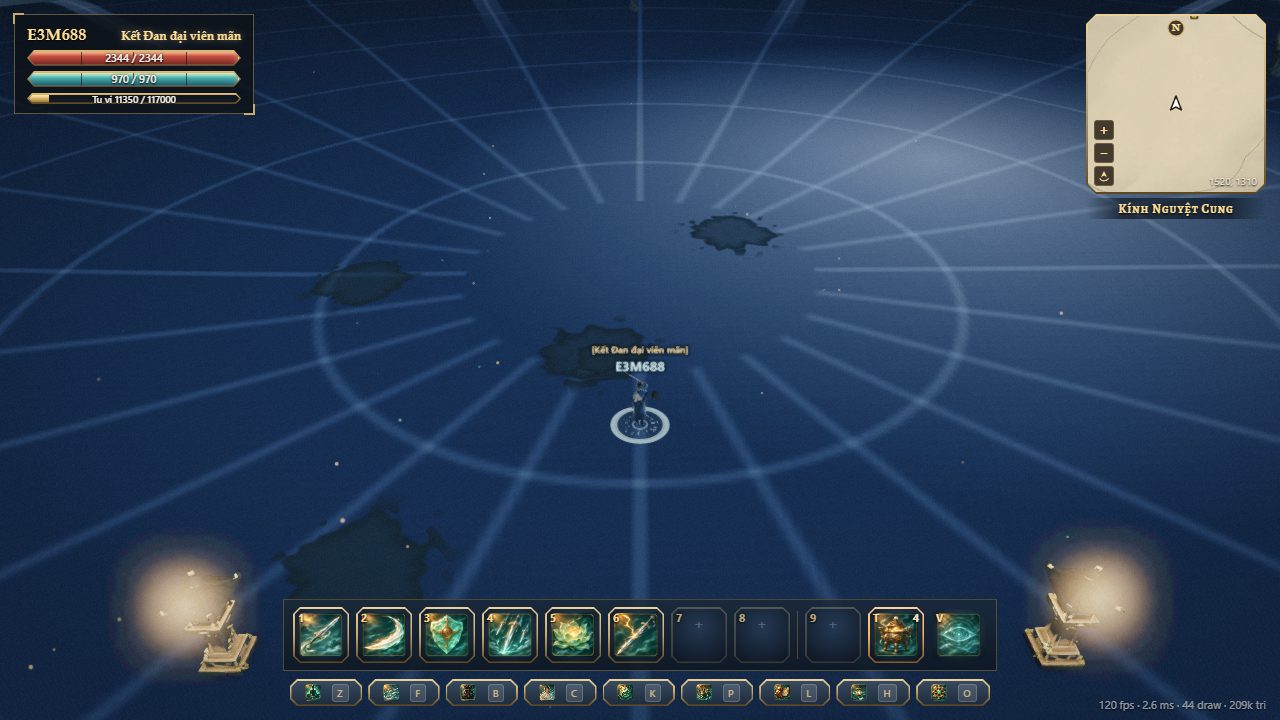 E3M688 Kết Đan đại viên mãn
2344 / 2344
970 / 970
Tu vi 11350 / 117000
N
+
−
1520, 1310
Kính Nguyệt Cung
[Kết Đan đại viên mãn]
E3M688
1 2 3 4 5 6 7 + 8 + 9 + T 4 V
Z F B C K P L H O
120 fps · 2.6 ms · 44 draw · 209k tri